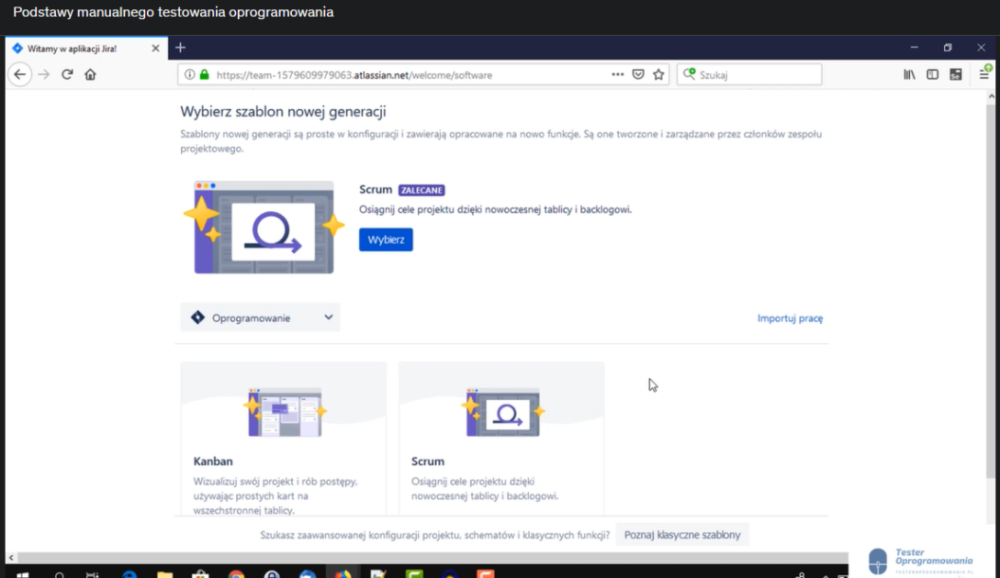 Podstawy manualnego testowania oprogramowania
Witamy w aplikacji Jira!
https://team-1579609979063.atlassian.net/welcome/software
Szukaj
Wybierz szablon nowej generacji
Szablony nowej generacji są proste w konfiguracji i zawierają opracowane na nowo funkcje. Są one tworzone i zarządzane przez członków zespołu
projektowego.
Scrum ZALECANE
Osiągnij cele projektu dzięki nowoczesnej tablicy i backlogowi.
Wybierz
Oprogramowanie
Importuj pracę
Kanban
Wizualizuj swój projekt i rób postępy,
używając prostych kart na
wszechstronnej tablicy.
Scrum
Osiągnij cele projektu dzięki
nowoczesnej tablicy i backlogowi.
Szukasz zaawansowanej konfiguracji projektu, schematów i klasycznych funkcji? Poznaj klasyczne szablony
Tester
Oprogramowania